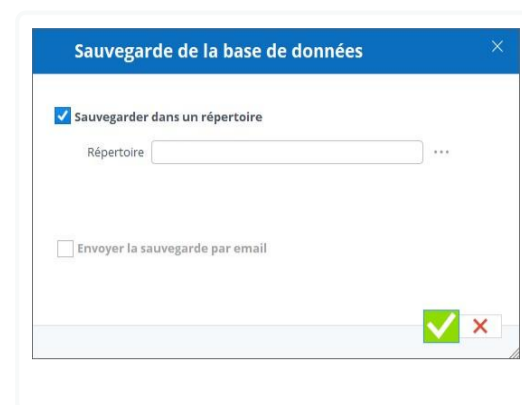 Sauvegarde de la base de données
Sauvegarder dans un répertoire
Répertoire
Envoyer la sauvegarde par email